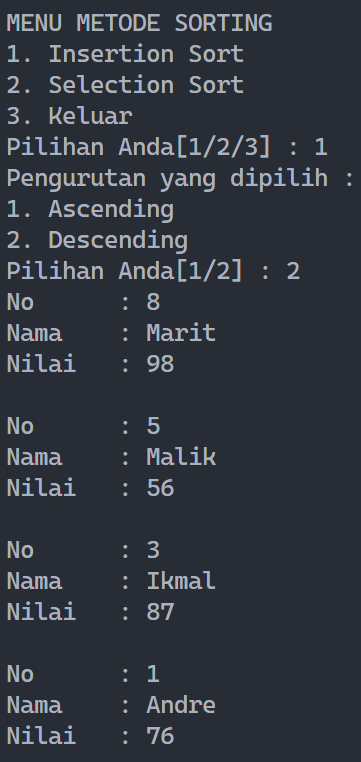 MENU METODE SORTING
1. Insertion Sort
2. Selection Sort
3. Keluar
Pilihan Anda[1/2/3] : 1
Pengurutan yang dipilih :
1. Ascending
2. Descending
Pilihan Anda[1/2] : 2
No      : 8
Nama    : Marit
Nilai   : 98

No      : 5
Nama    : Malik
Nilai   : 56

No      : 3
Nama    : Ikmal
Nilai   : 87

No      : 1
Nama    : Andre
Nilai   : 76